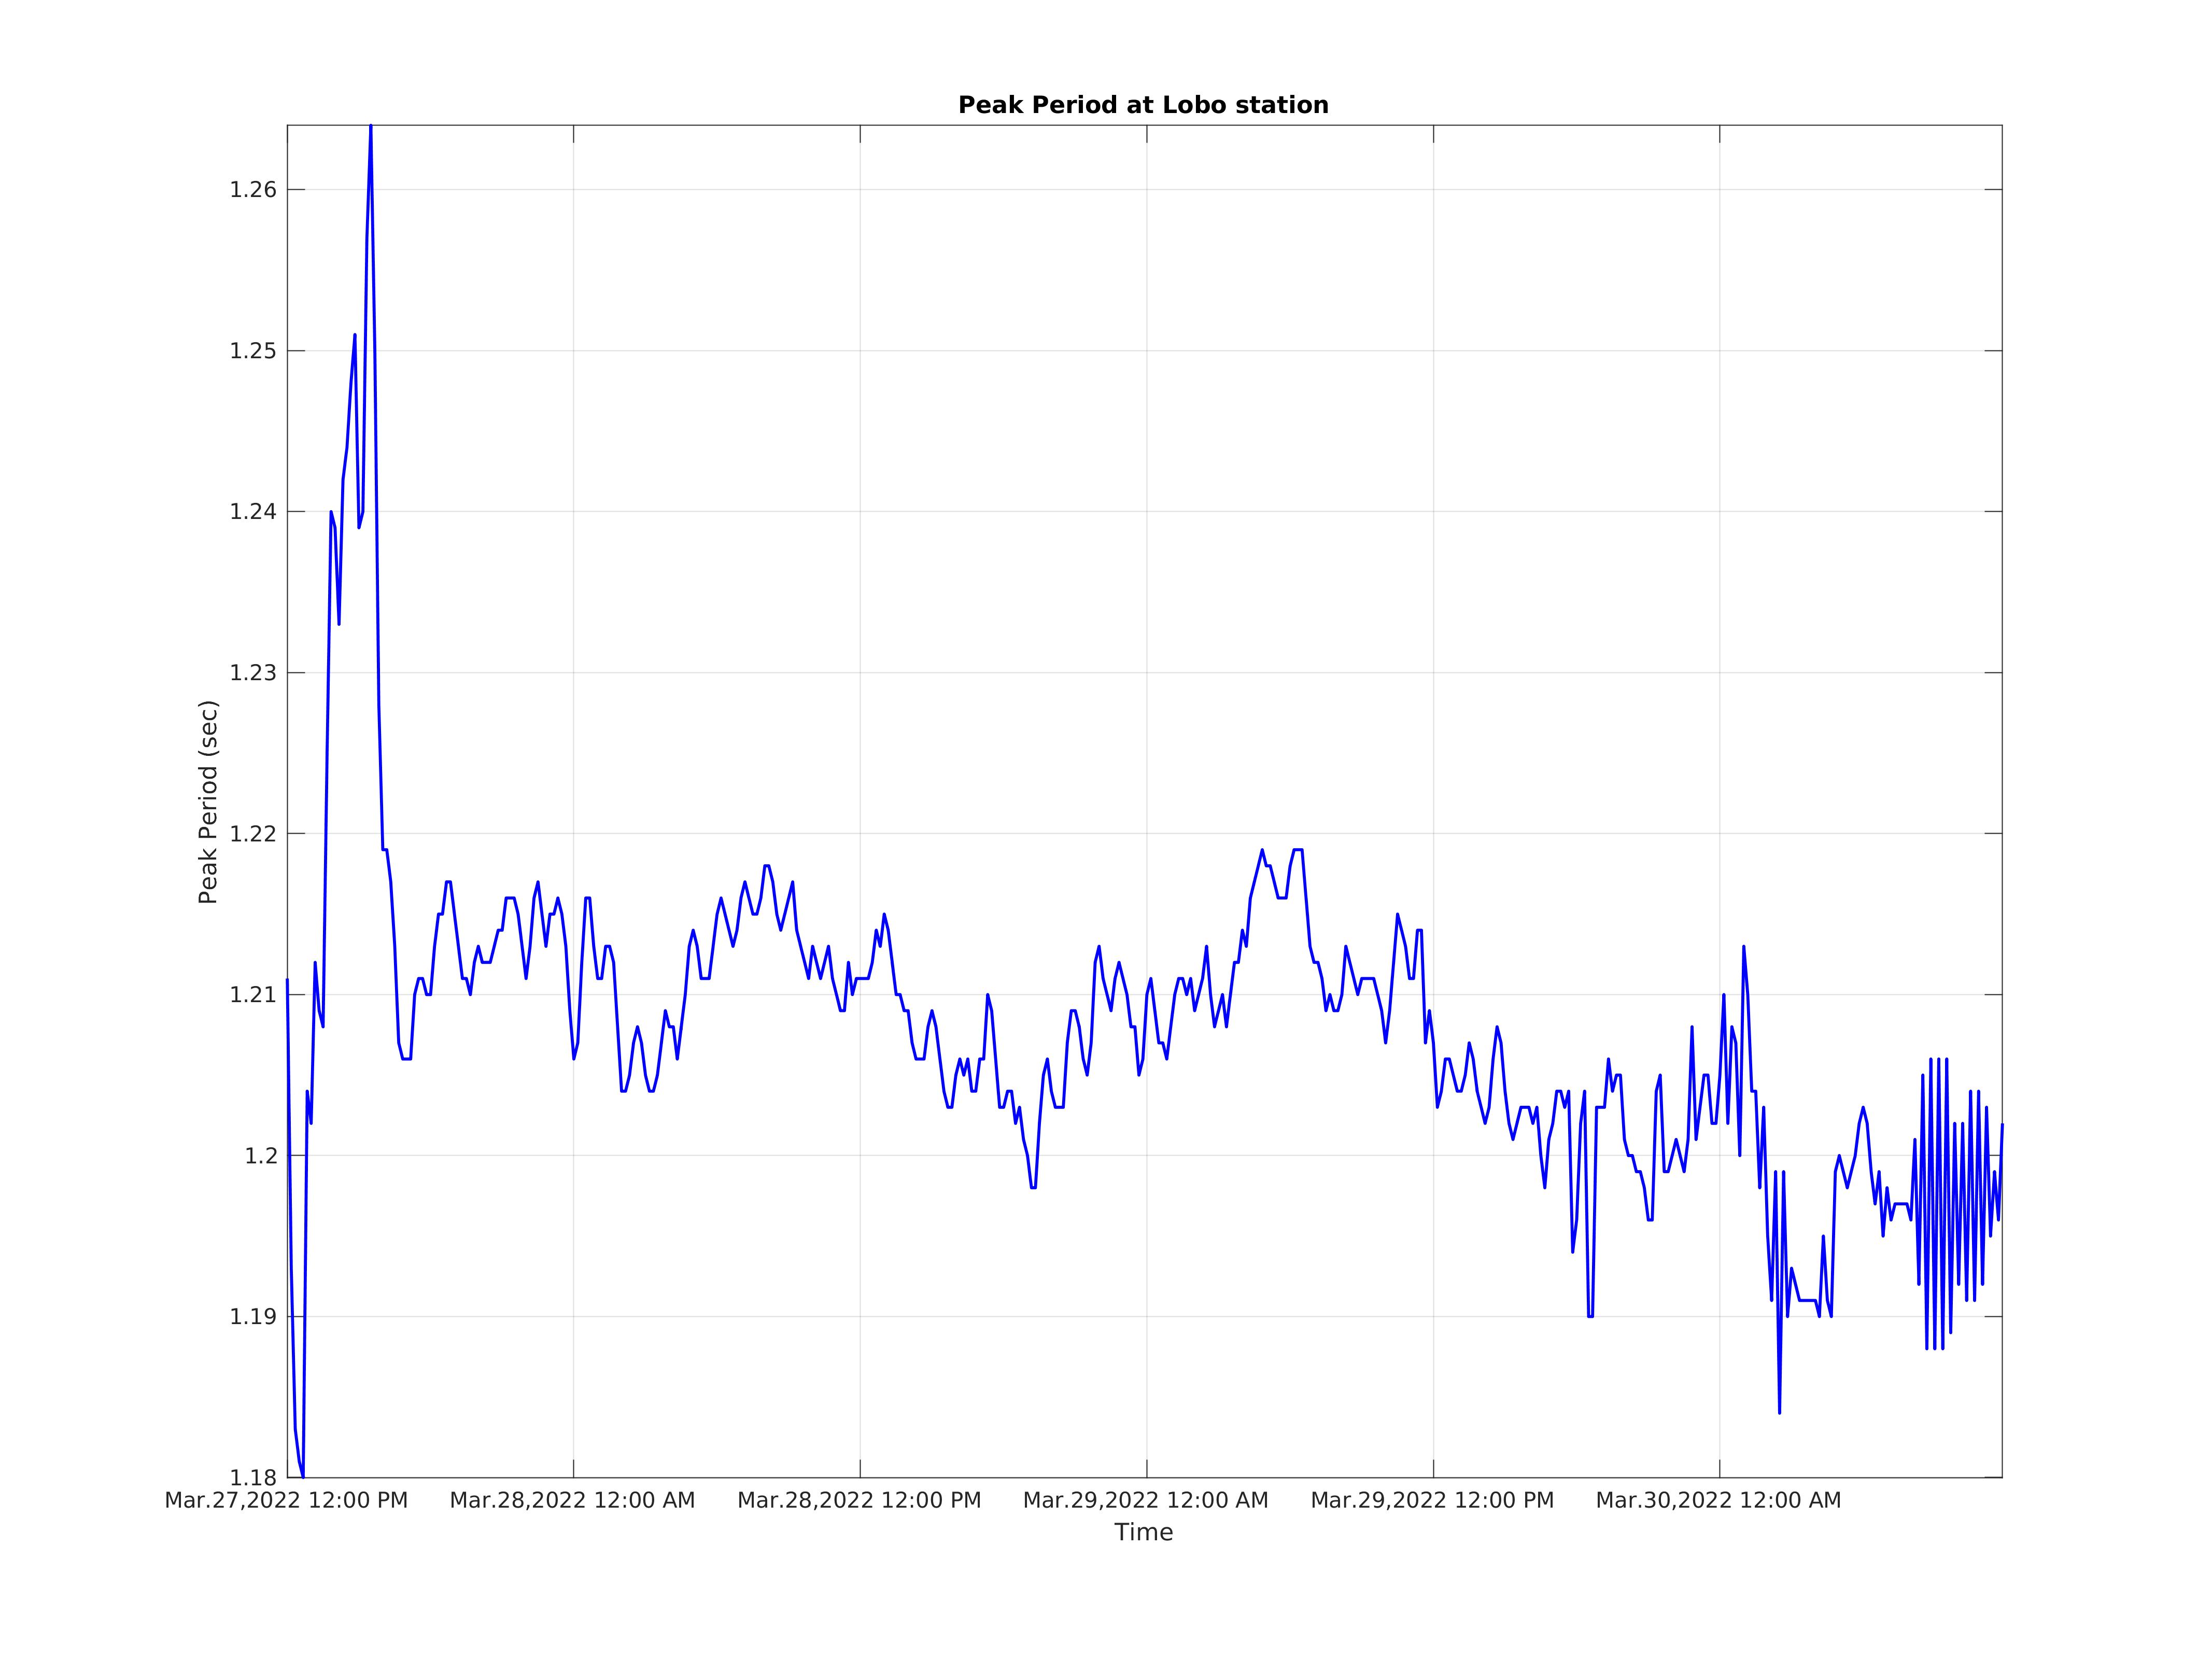 Peak Period at Lobo station
1.26
1.25
1.24
1.23
1.22
1.21
1.2
1.19
1.18
Peak Period (sec)
Mar.27,2022 12:00 PM Mar.28,2022 12:00 AM Mar.28,2022 12:00 PM Mar.29,2022 12:00 AM Mar.29,2022 12:00 PM Mar.30,2022 12:00 AM
Time